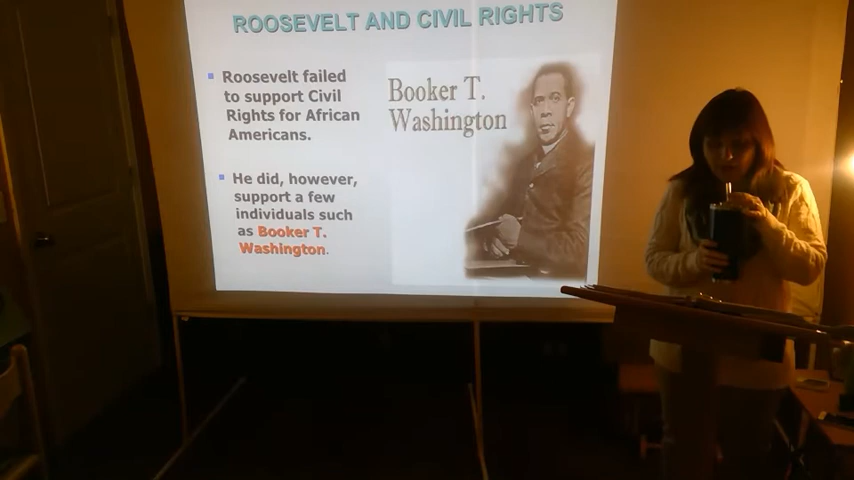 ROOSEVELT AND CIVIL RIGHTS
Roosevelt failed
to support Civil
Rights for African
Americans.
He did, however,
support a few
individuals such
as Booker T.
Washington.
Booker T.
Washington